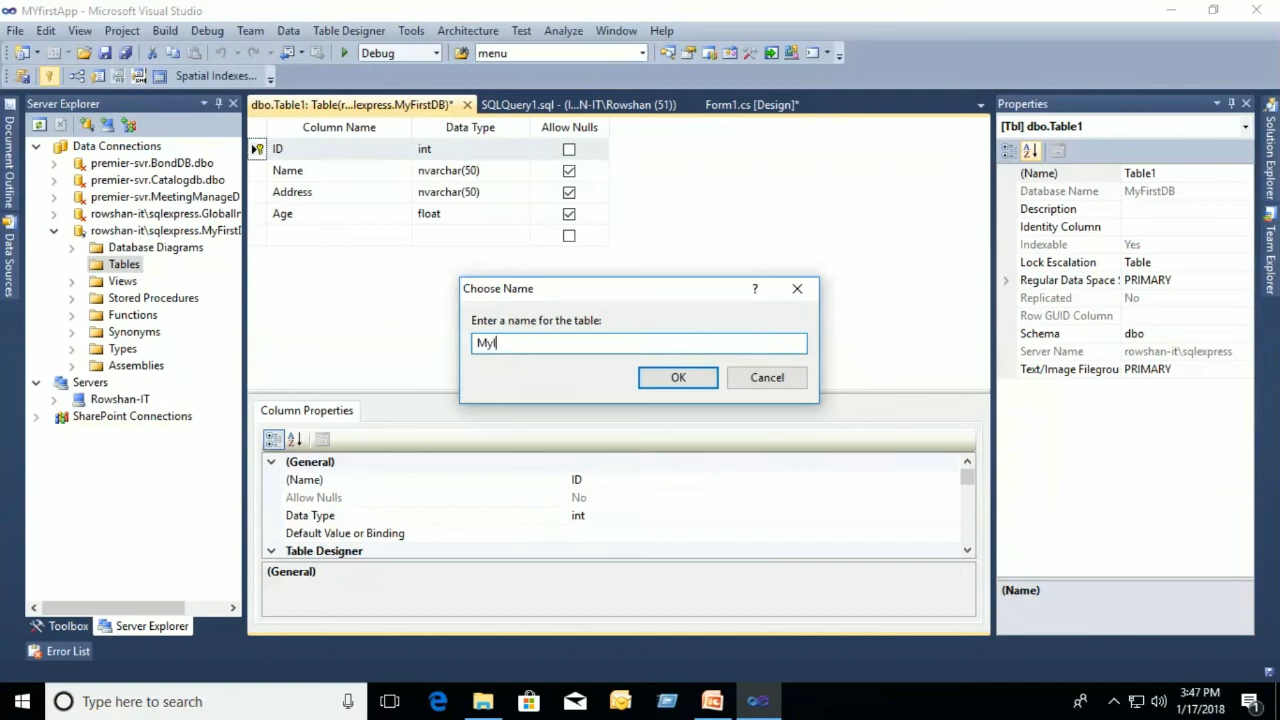 MYfirstApp - Microsoft Visual Studio
File Edit View Project Build Debug Team Data Table Designer Tools Architecture Test Analyze Window Help
Debug menu
Spatial Indexes...
Server Explorer
Data Connections
premier-svr.BondDB.dbo
premier-svr.Catalogdb.dbo
premier-svr.MeetingManageD
rowshan-it\sqlexpress.GlobalIn
rowshan-it\sqlexpress.MyFirstD
Database Diagrams
Tables
Views
Stored Procedures
Functions
Synonyms
Types
Assemblies
Servers
Rowshan-IT
SharePoint Connections
Toolbox Server Explorer
Error List
Document Outline
Data Sources
dbo.Table1: Table(r...lexpress.MyFirstDB)* SQLQuery1.sql - (l...N-IT\Rowshan (51)) Form1.cs [Design]*
Column Name Data Type Allow Nulls
ID int
Name nvarchar(50)
Address nvarchar(50)
Age float
Choose Name
?
Enter a name for the table:
OK Cancel
Column Properties
(General)
(Name) ID
Allow Nulls No
Data Type int
Default Value or Binding
Table Designer
(General)
Properties
[Tbl] dbo.Table1
(Name) Table1
Database Name MyFirstDB
Description
Identity Column
Indexable Yes
Lock Escalation Table
Regular Data Space S PRIMARY
Replicated No
Row GUID Column
Schema dbo
Server Name rowshan-it\sqlexpress
Text/Image Filegrou PRIMARY
(Name)
Solution Explorer
Team Explorer
Type here to search
3:47 PM
1/17/2018
1